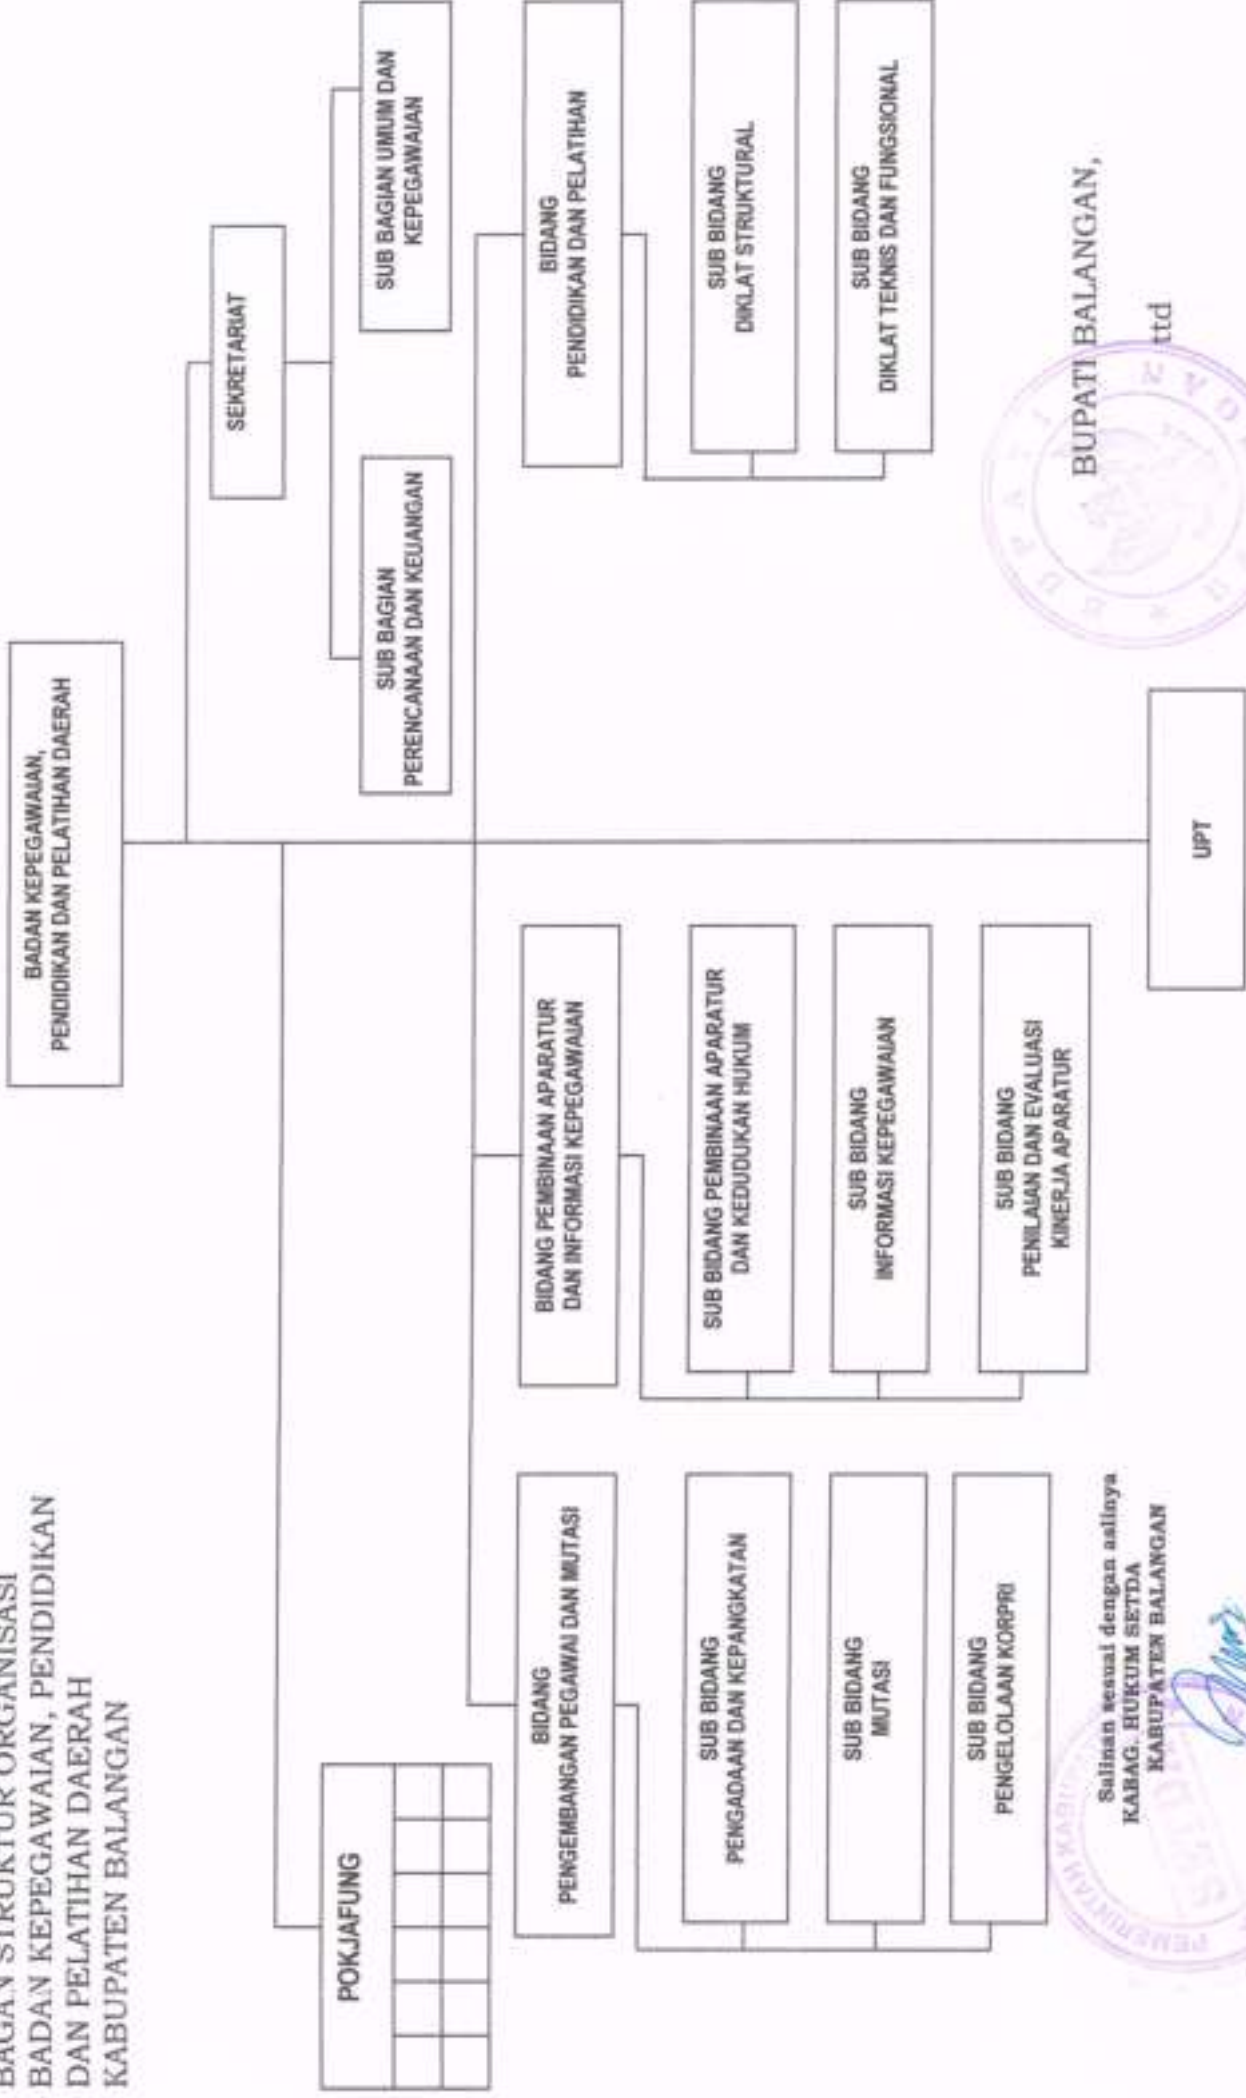 BAGAN STRUKTUR ORGANISASI
BADAN KEPEGAWAIAN, PENDIDIKAN
DAN PELATIHAN DAERAH
KABUPATEN BALANGAN
BADAN KEPEGAWAIAN,
PENDIDIKAN DAN PELATIHAN DAERAH
SEKRETARIAT
POKJAFUNG
SUB BAGIAN
PERENCANAAN DAN KEUANGAN
SUB BAGIAN UMUM DAN
KEPEGAWAIAN
BIDANG
PENGEMBANGAN PEGAWAI DAN MUTASI
BIDANG PEMBINAAN APARATUR
DAN INFORMASI KEPEGAWAIAN
BIDANG
PENDIDIKAN DAN PELATIHAN
SUB BIDANG
PENGADAAN DAN KEPANGKATAN
SUB BIDANG PEMBINAAN APARATUR
DAN KEDUDUKAN HUKUM
SUB BIDANG
DIKLAT STRUKTURAL
SUB BIDANG
MUTASI
SUB BIDANG
INFORMASI KEPEGAWAIAN
SUB BIDANG
DIKLAT TEKNIS DAN FUNGSIONAL
SUB BIDANG
PENGELOLAAN KORPRI
SUB BIDANG
PENILAIAN DAN EVALUASI
KINERJA APARATUR
UPT
BUPATI BALANGAN,
ttd
BUPATI
Salinan sesuai dengan aslinya
KABAG. HUKUM SETDA
KABUPATEN BALANGAN
PEMERINTAH